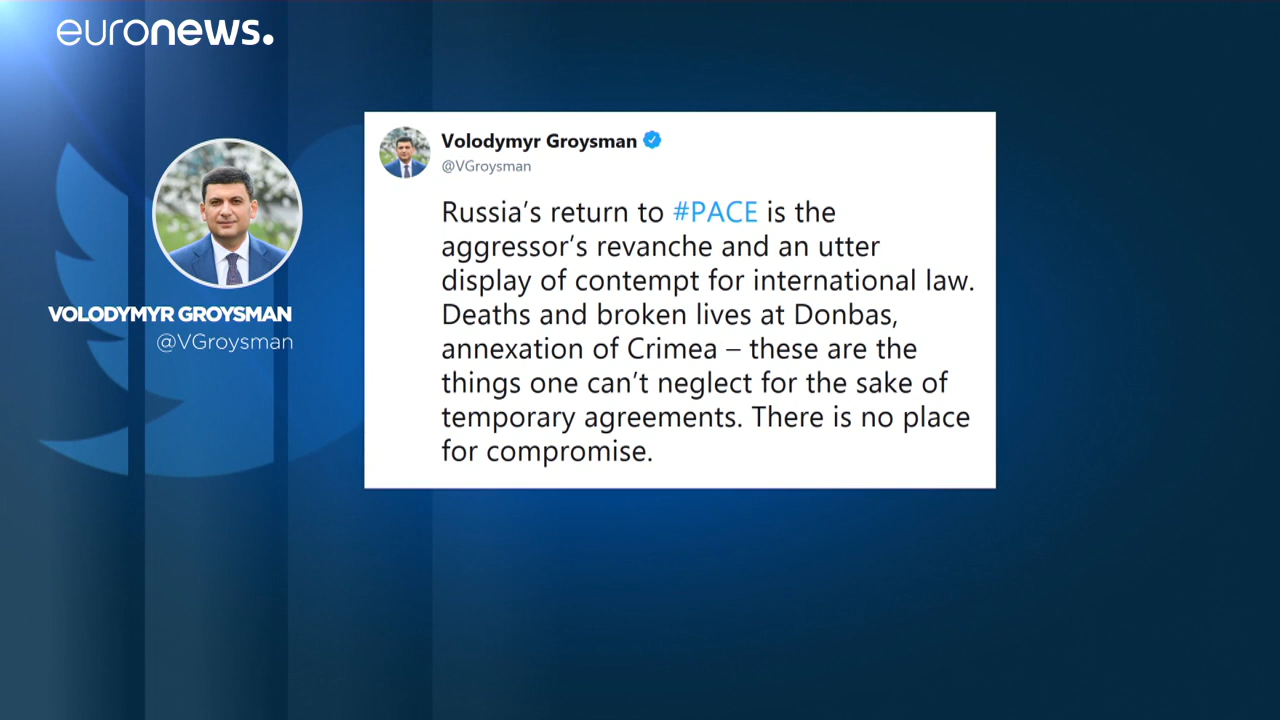 euronews.
Volodymyr Groysman
@VGroysman
Russia’s return to #PACE is the
aggressor’s revanche and an utter
display of contempt for international law.
Deaths and broken lives at Donbas,
annexation of Crimea – these are the
things one can’t neglect for the sake of
temporary agreements. There is no place
for compromise.
VOLODYMYR GROYSMAN
@VGroysman